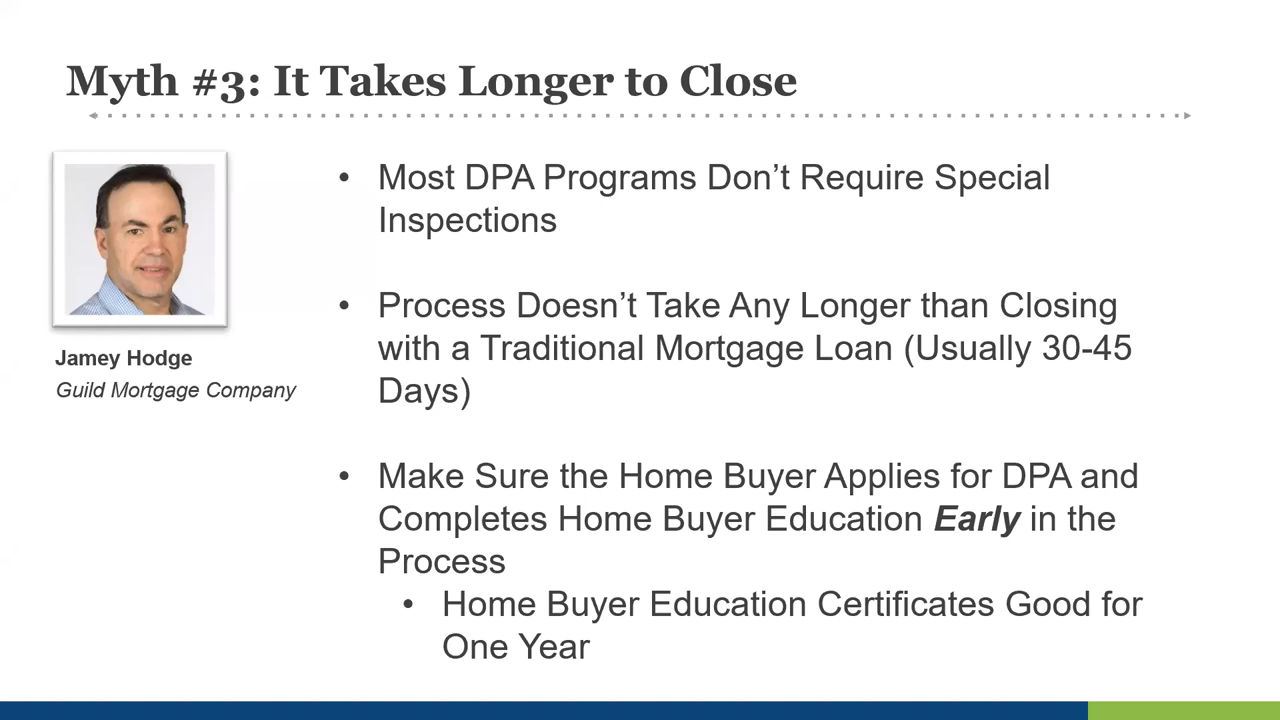 Myth #3: It Takes Longer to Close
Jamey Hodge
Guild Mortgage Company
• Most DPA Programs Don’t Require Special
Inspections
• Process Doesn’t Take Any Longer than Closing
with a Traditional Mortgage Loan (Usually 30-45
Days)
• Make Sure the Home Buyer Applies for DPA and
Completes Home Buyer Education Early in the
Process
• Home Buyer Education Certificates Good for
One Year